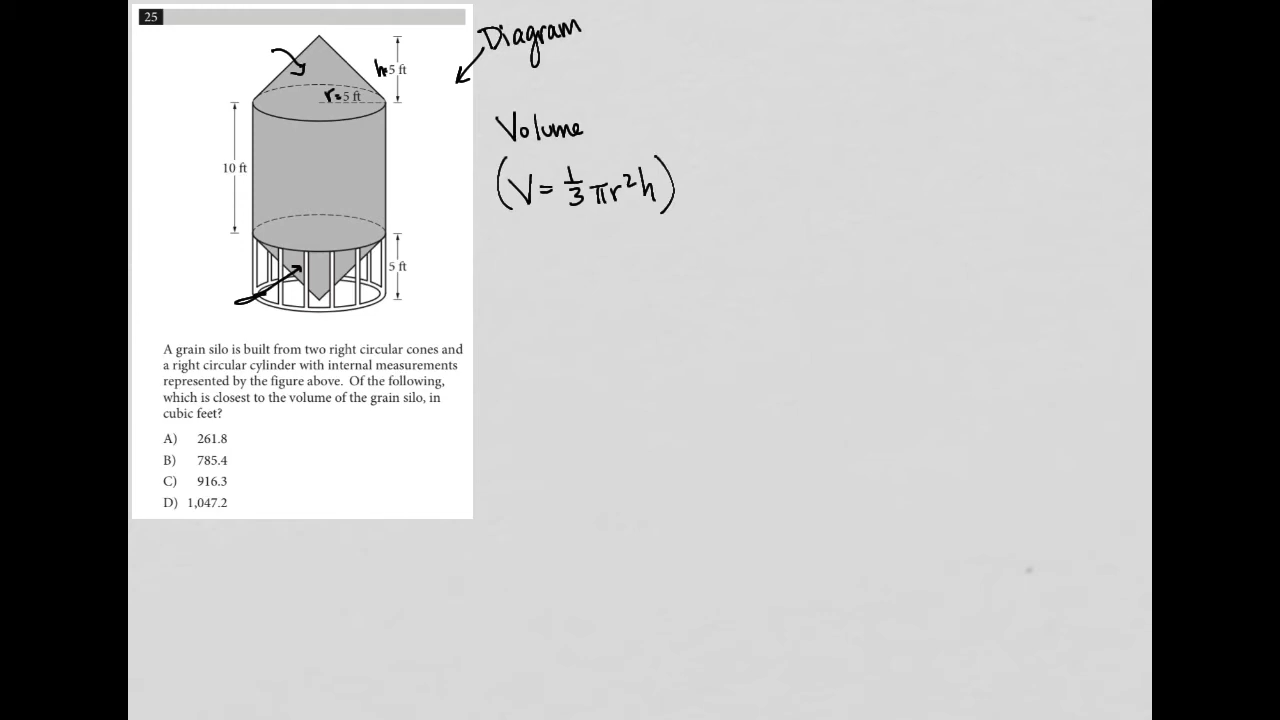 25
Diagram
h=5 ft
r=5 ft
Volume
10 ft
(V = 1/3 πr²h)
5 ft
A grain silo is built from two right circular cones and
a right circular cylinder with internal measurements
represented by the figure above. Of the following,
which is closest to the volume of the grain silo, in
cubic feet?
A) 261.8
B) 785.4
C) 916.3
D) 1,047.2